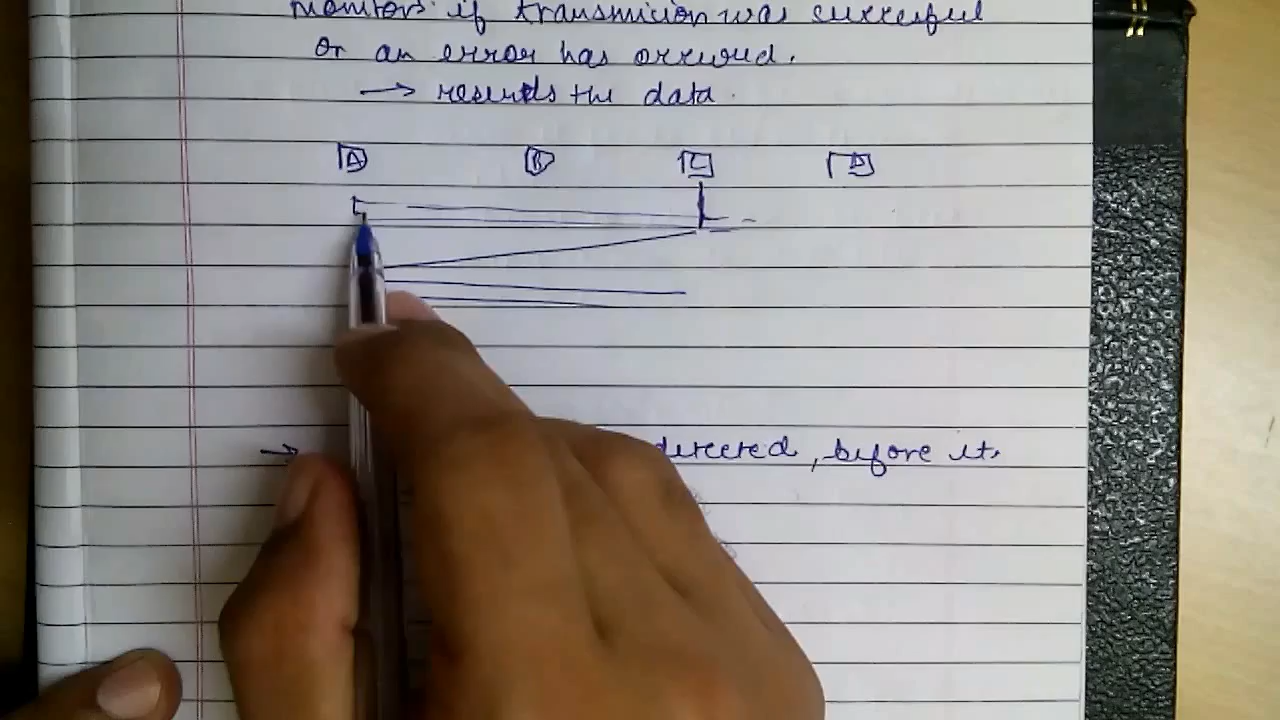 monitors if transmission was successful
or an error has occurred.
→ resends the data.
A B C D
→ detected, before it.